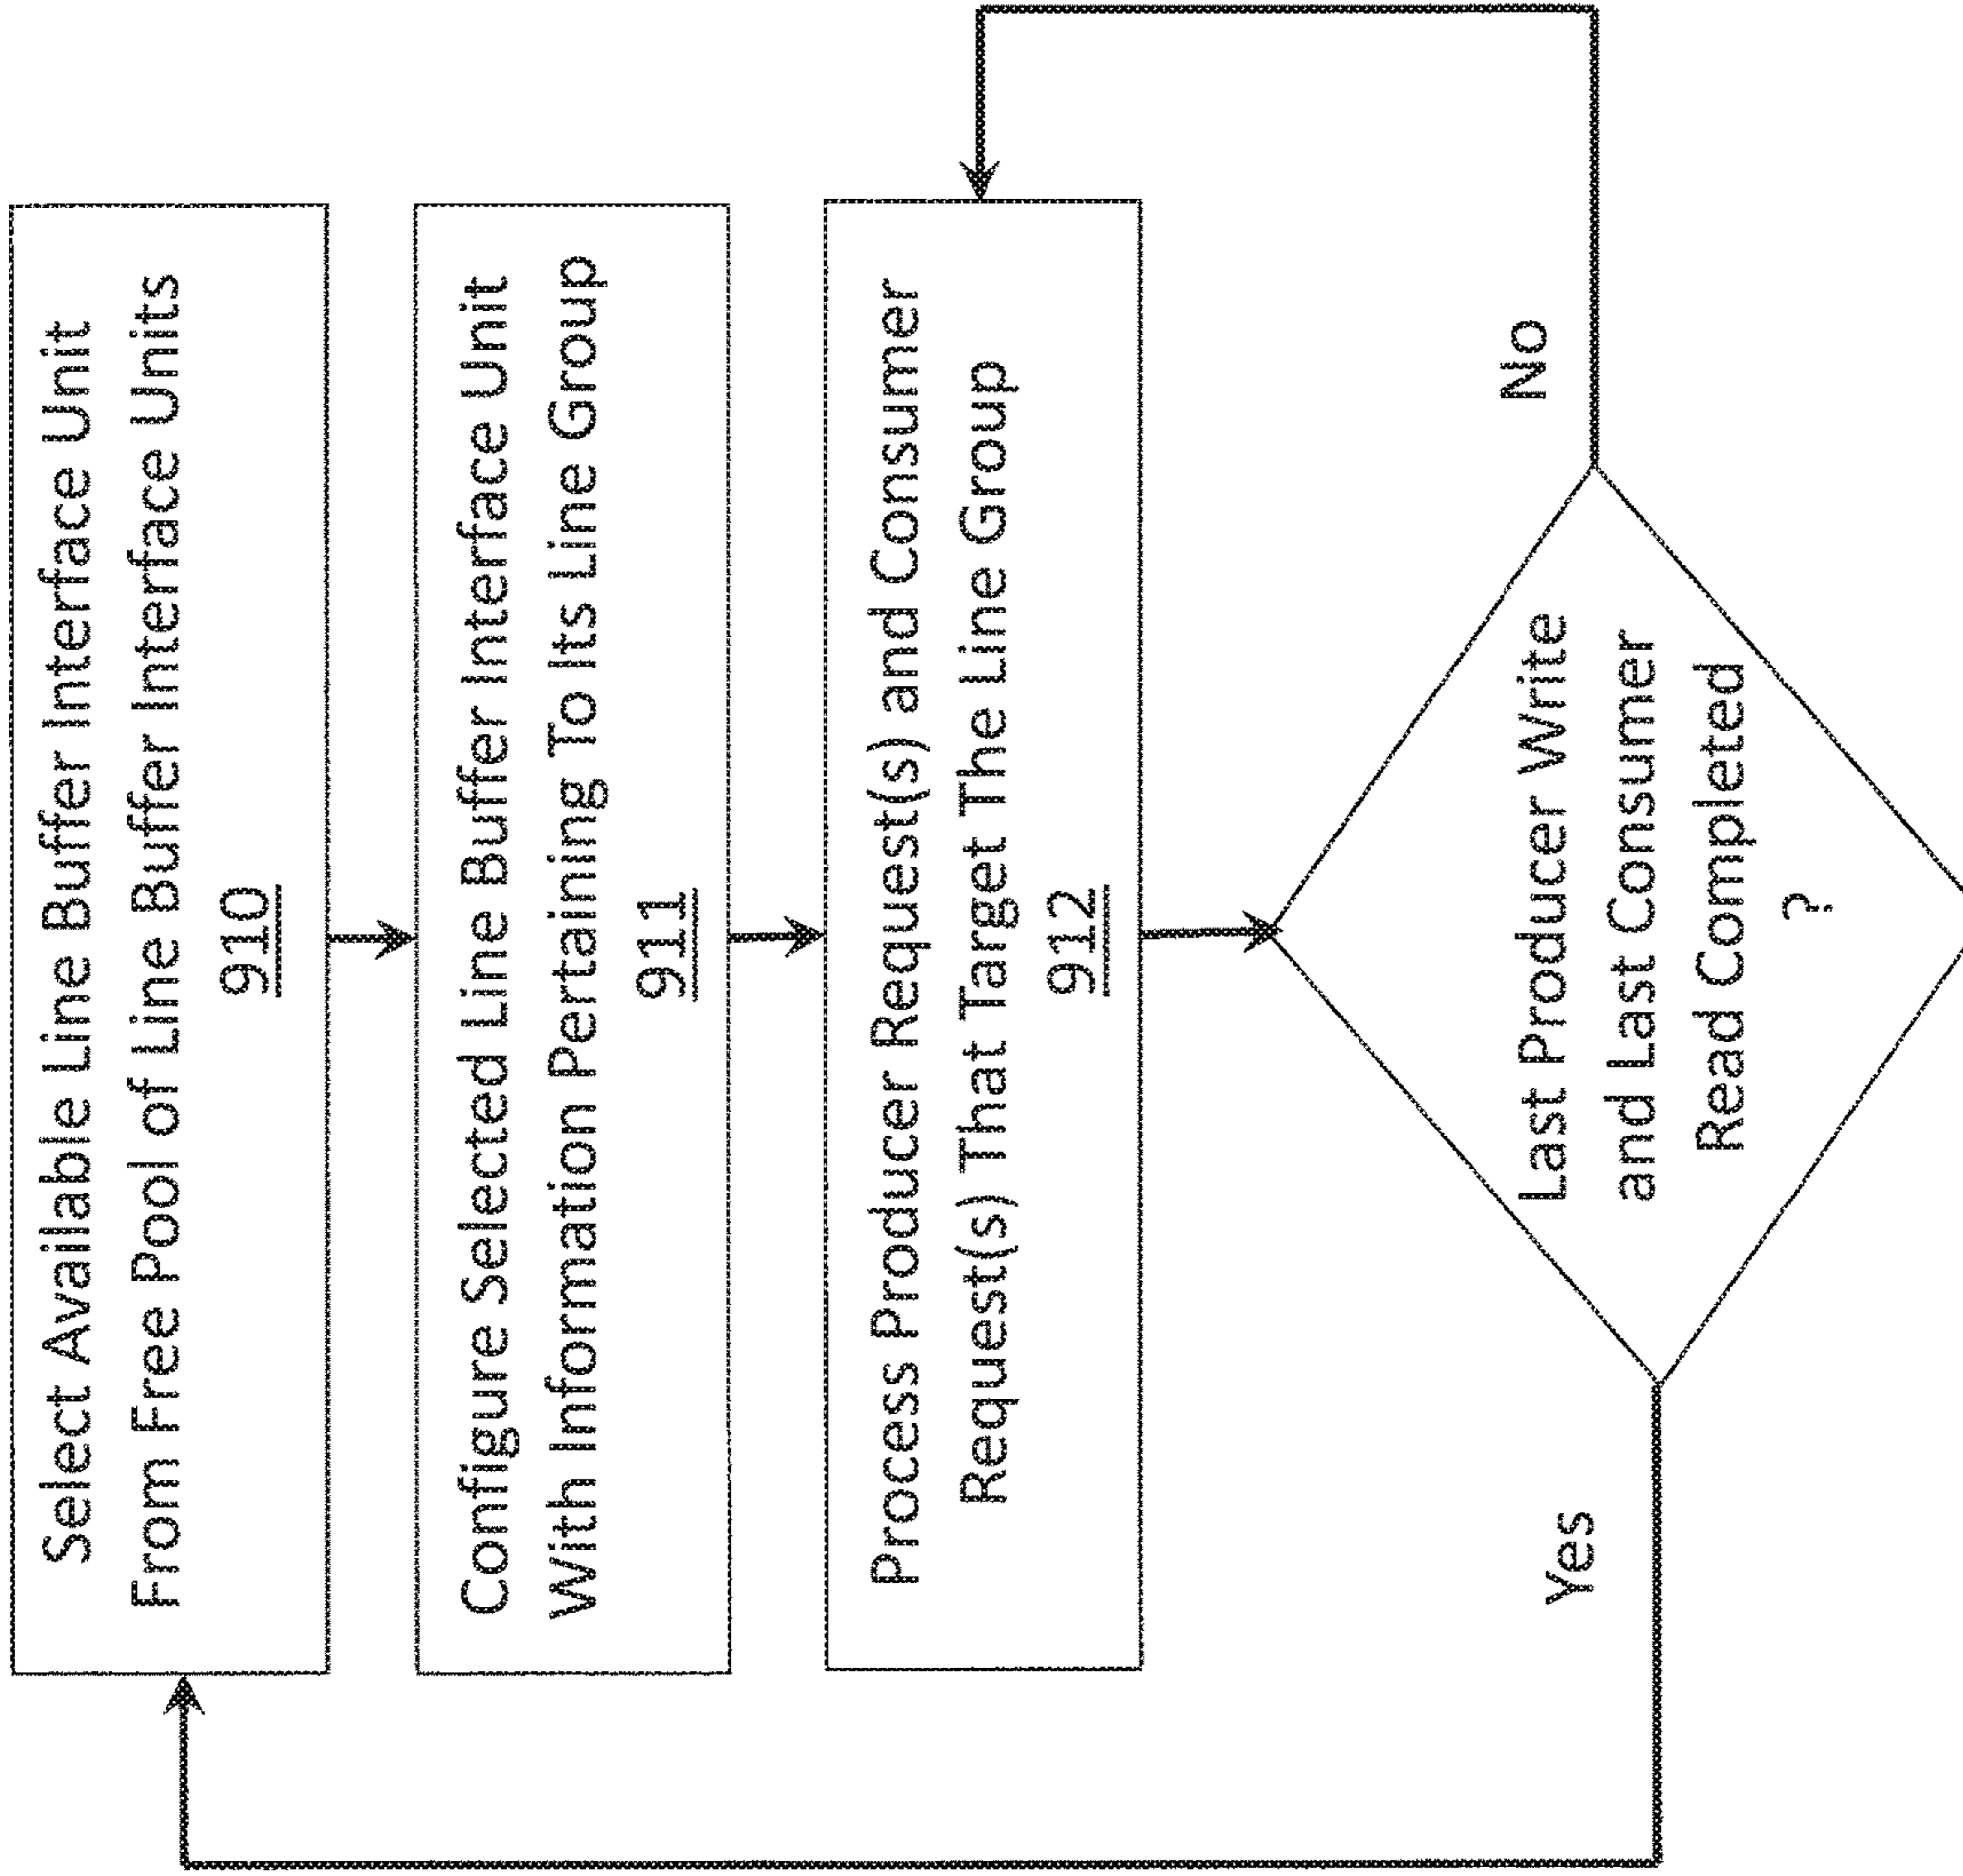 Select Available Line Buffer Interface Unit
From Free Pool of Line Buffer Interface Units
910
Configure Selected Line Buffer Interface Unit
With Information Pertaining To Its Line Group
911
Process Producer Request(s) and Consumer
Request(s) That Target The Line Group
912
Last Producer Write
and Last Consumer
Read Completed
?
Yes
No